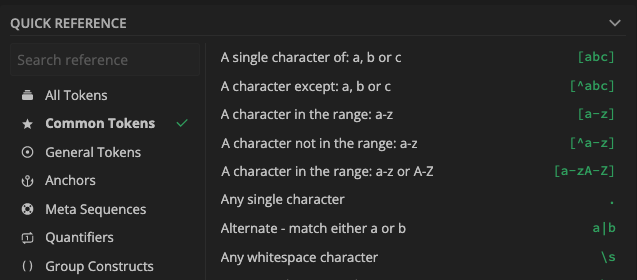 QUICK REFERENCE
Search reference
All Tokens
Common Tokens
General Tokens
Anchors
Meta Sequences
Quantifiers
( ) Group Constructs
A single character of: a, b or c [abc]
A character except: a, b or c [^abc]
A character in the range: a-z [a-z]
A character not in the range: a-z [^a-z]
A character in the range: a-z or A-Z [a-zA-Z]
Any single character .
Alternate - match either a or b a|b
Any whitespace character \s